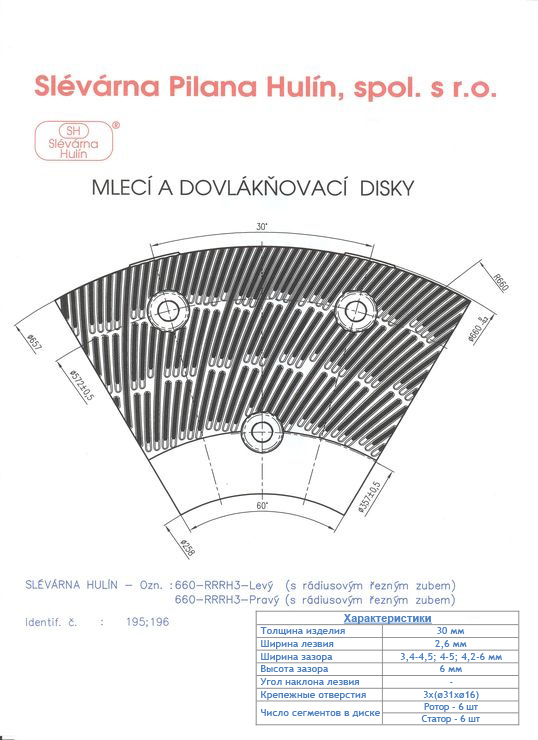 Slévárna Pilana Hulín, spol. s r.o.
SH
®
Slévárna
Hulín
MLECÍ A DOVLÁKŇOVACÍ DISKY
30°
R660
ø657
ø572±0,5
60°
ø357±0,5
ø258
SLÉVÁRNA HULÍN - Ozn. :660-RRRH3-Levý (s rádiusovým řezným zubem)
660-RRRH3-Pravý (s rádiusovým řezným zubem)
Identif. č. : 195;196
Характеристики
Толщина изделия 30 мм
Ширина лезвия 2,6 мм
Ширина зазора 3,4-4,5; 4-5; 4,2-6 мм
Высота зазора 6 мм
Угол наклона лезвия -
Крепежные отверстия 3x(ø31xø16)
Число сегментов в диске Ротор - 6 шт
Статор - 6 шт